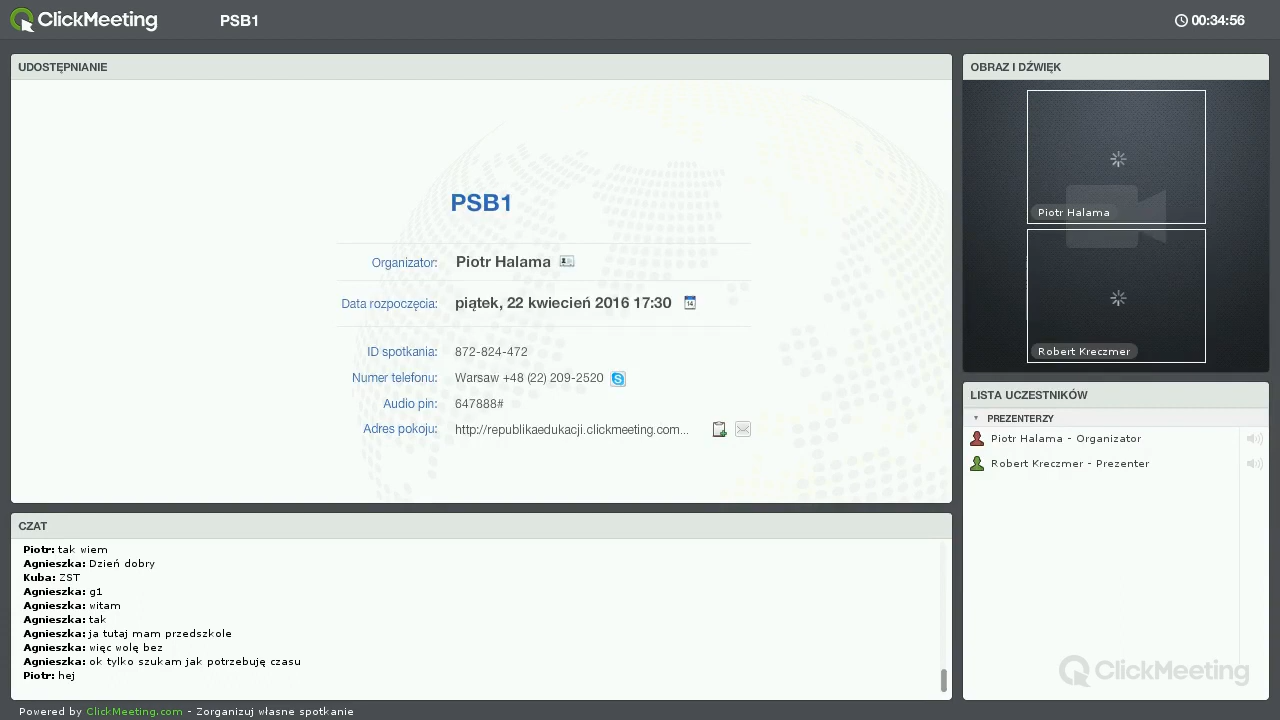 ClickMeeting
PSB1
00:34:56
UDOSTĘPNIANIE
PSB1
Organizator: Piotr Halama
Data rozpoczęcia: piątek, 22 kwiecień 2016 17:30
14
ID spotkania: 872-824-472
Numer telefonu: Warsaw +48 (22) 209-2520
Audio pin: 647888#
Adres pokoju: http://republikaedukacji.clickmeeting.com...
OBRAZ I DŹWIĘK
Piotr Halama
Robert Kreczmer
LISTA UCZESTNIKÓW
PREZENTERZY
Piotr Halama - Organizator
Robert Kreczmer - Prezenter
ClickMeeting
CZAT
Piotr: tak wiem
Agnieszka: Dzień dobry
Kuba: ZST
Agnieszka: g1
Agnieszka: witam
Agnieszka: tak
Agnieszka: ja tutaj mam przedszkole
Agnieszka: więc wolę bez
Agnieszka: ok tylko szukam jak potrzebuję czasu
Piotr: hej
Powered by ClickMeeting.com - Zorganizuj własne spotkanie